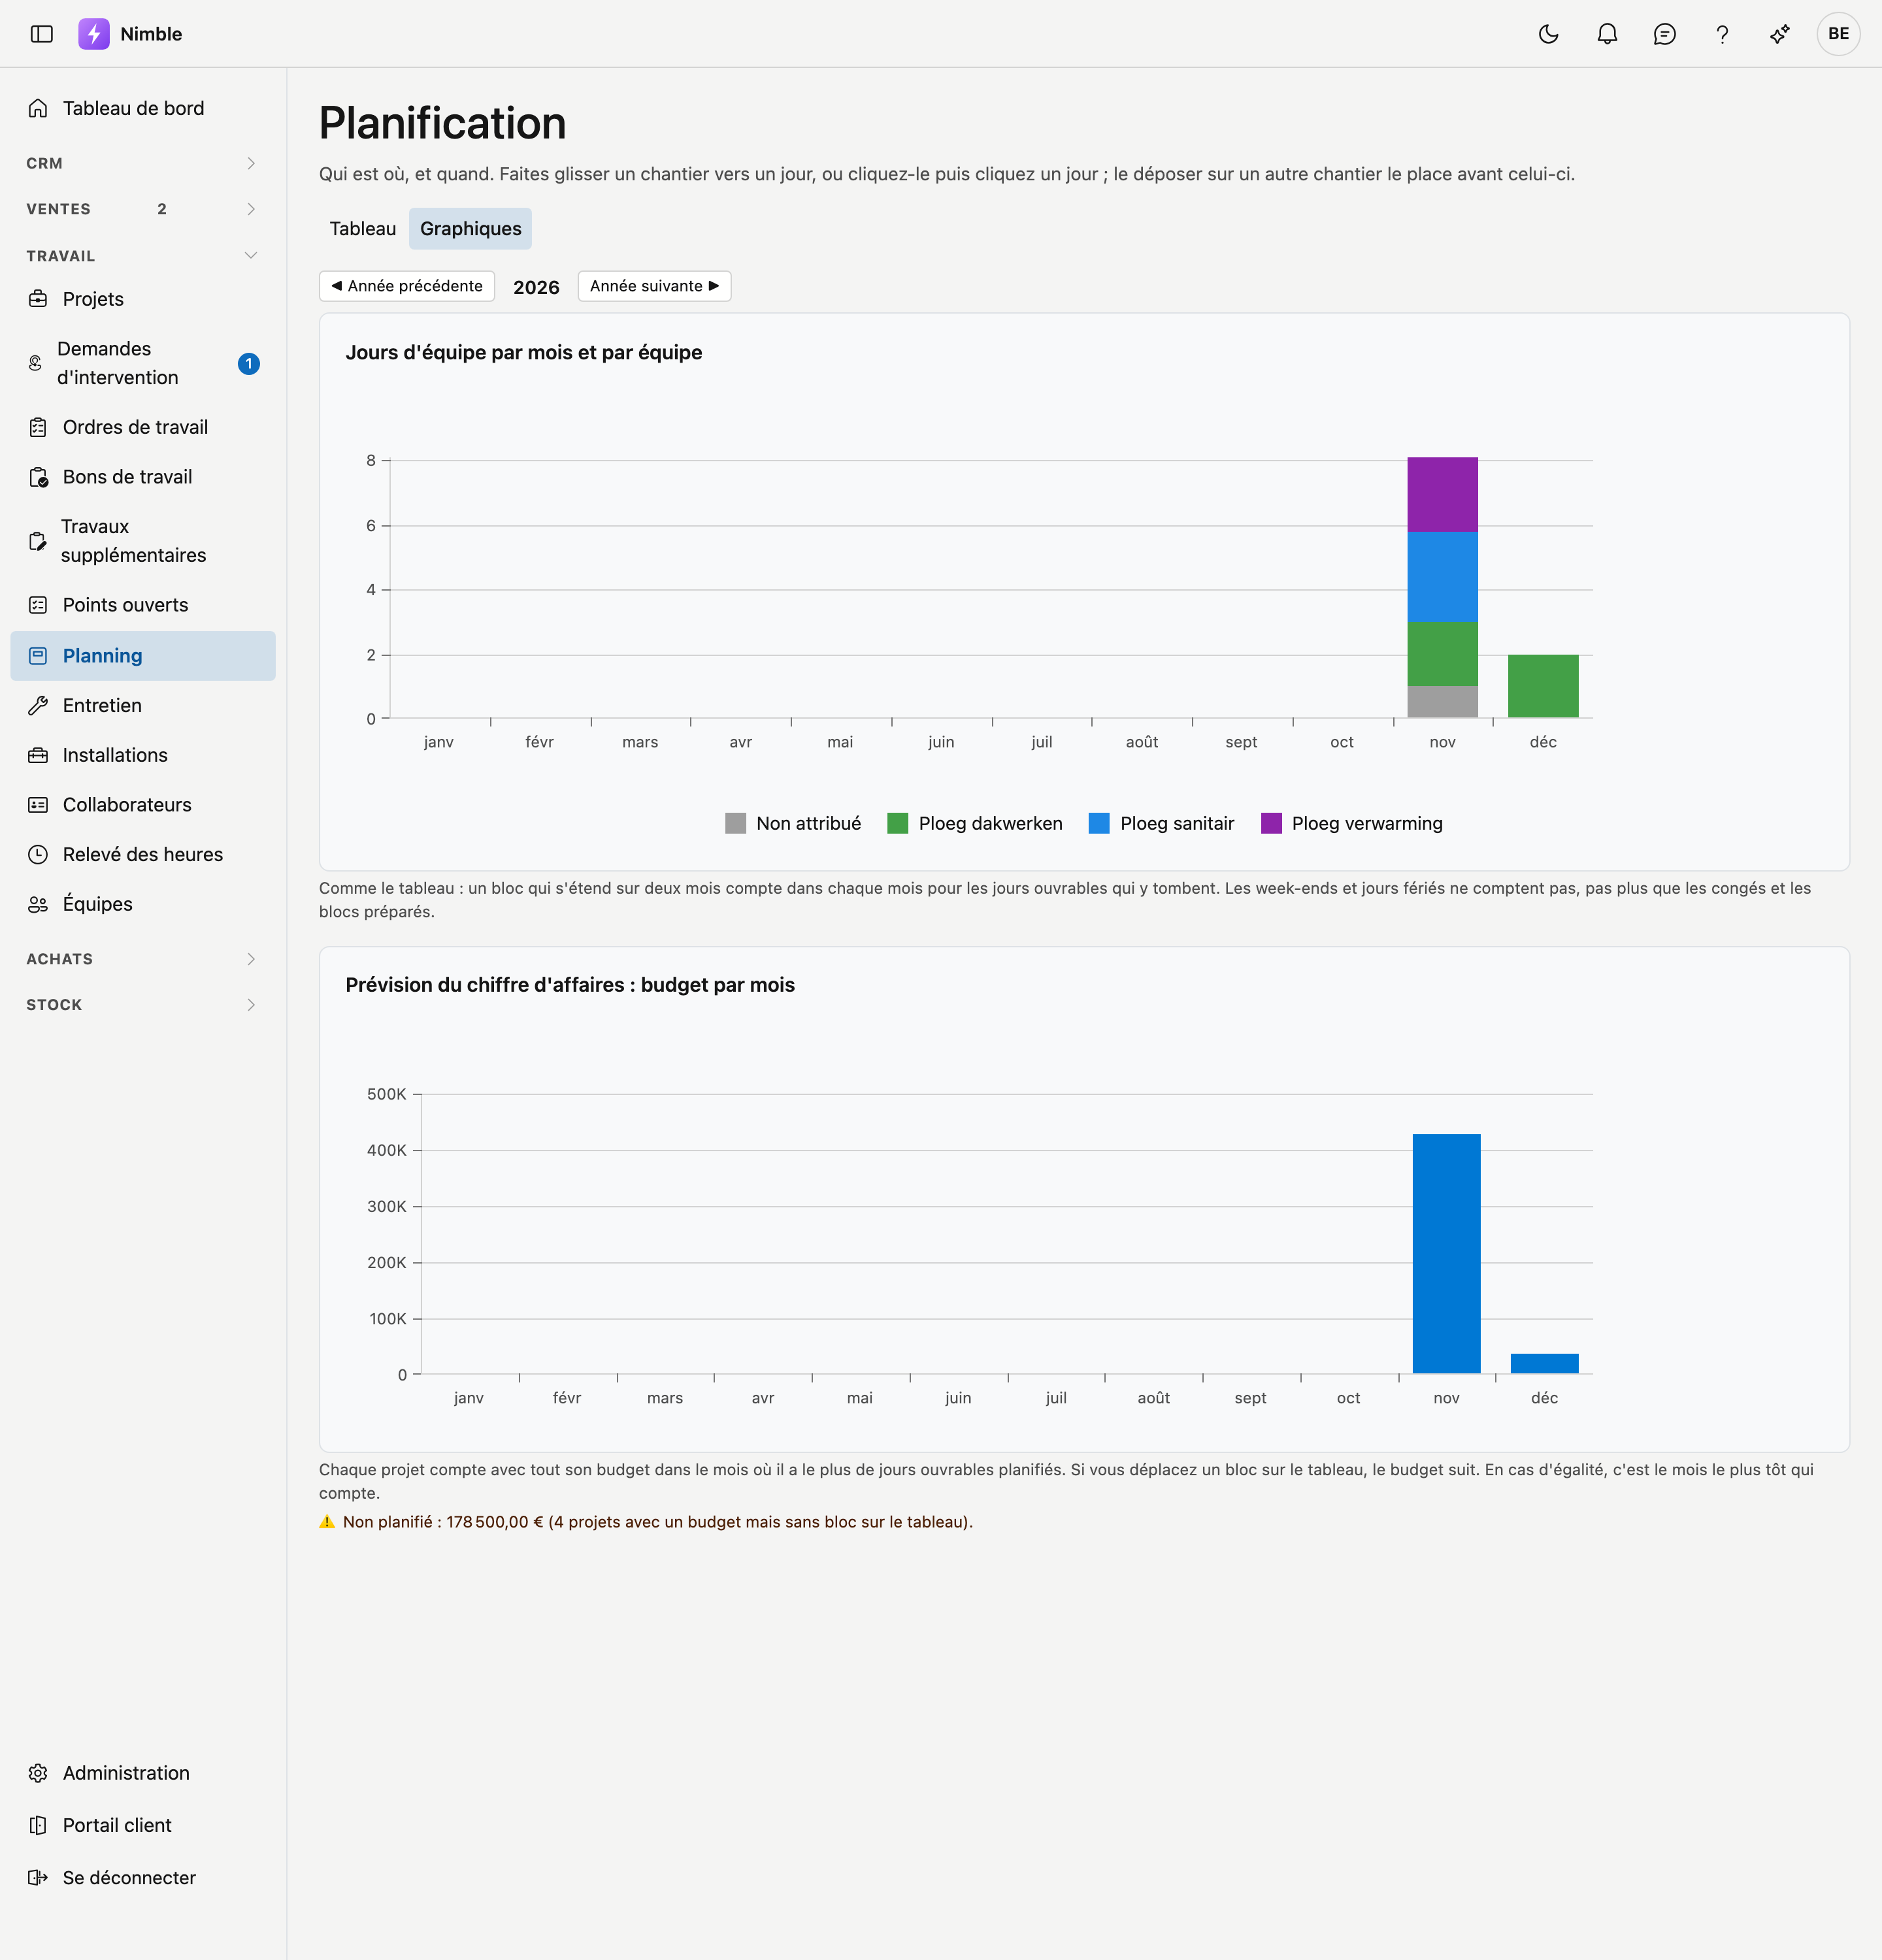 Nimble
BE
Tableau de bord
CRM
VENTES 2
TRAVAIL
Projets
Demandes
d'intervention
1
Ordres de travail
Bons de travail
Travaux
supplémentaires
Points ouverts
Planning
Entretien
Installations
Collaborateurs
Relevé des heures
Équipes
ACHATS
STOCK
Administration
Portail client
Se déconnecter
Planification
Qui est où, et quand. Faites glisser un chantier vers un jour, ou cliquez-le puis cliquez un jour ; le déposer sur un autre chantier le place avant celui-ci.
Tableau Graphiques
◀ Année précédente 2026 Année suivante ▶
Jours d'équipe par mois et par équipe
8
6
4
2
0
janv févr mars avr mai juin juil août sept oct nov déc
Non attribué Ploeg dakwerken Ploeg sanitair Ploeg verwarming
Comme le tableau : un bloc qui s'étend sur deux mois compte dans chaque mois pour les jours ouvrables qui y tombent. Les week-ends et jours fériés ne comptent pas, pas plus que les congés et les
blocs préparés.
Prévision du chiffre d'affaires : budget par mois
500K
400K
300K
200K
100K
0
janv févr mars avr mai juin juil août sept oct nov déc
Chaque projet compte avec tout son budget dans le mois où il a le plus de jours ouvrables planifiés. Si vous déplacez un bloc sur le tableau, le budget suit. En cas d'égalité, c'est le mois le plus tôt qui
compte.
⚠ Non planifié : 178 500,00 € (4 projets avec un budget mais sans bloc sur le tableau).